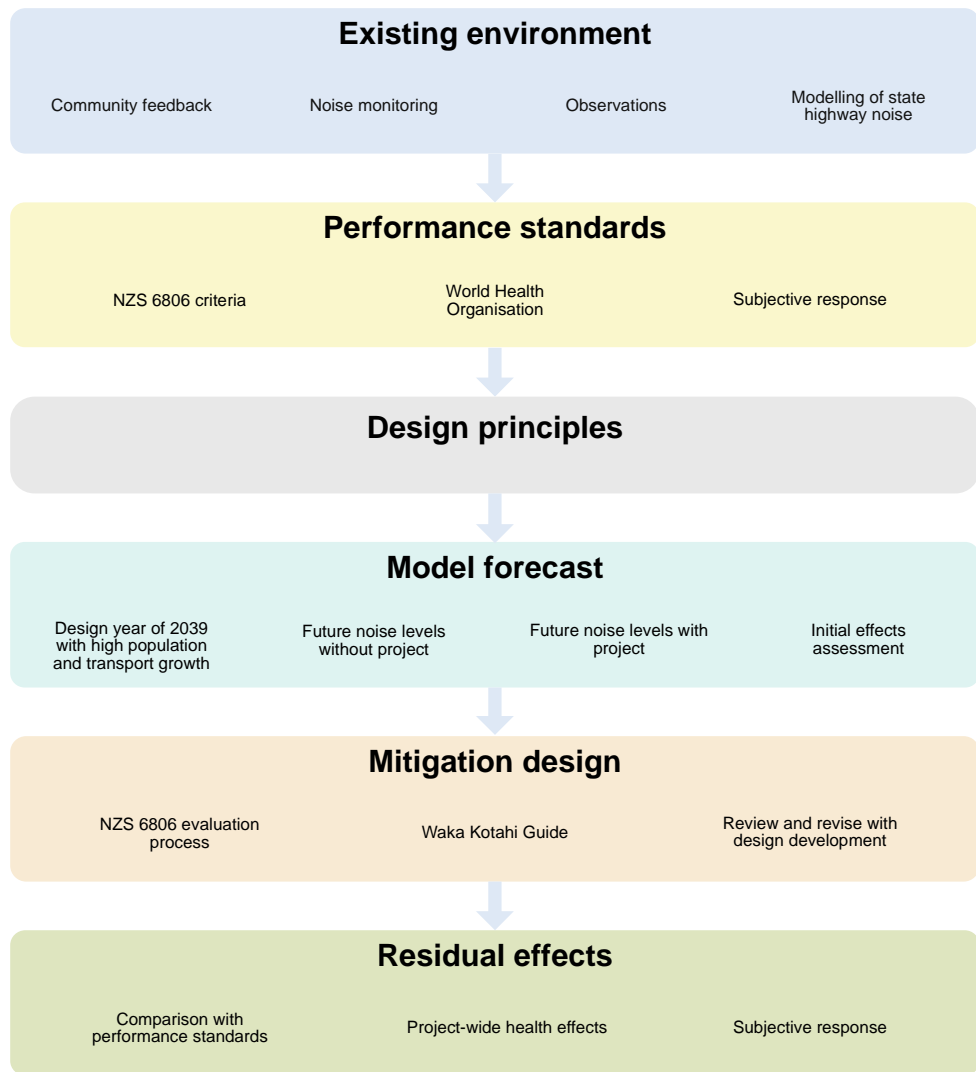 Existing environment
Community feedback
Noise monitoring
Observations
Modelling of state
highway noise
Performance standards
NZS 6806 criteria
World Health
Organisation
Subjective response
Design principles
Model forecast
Design year of 2039
with high population
and transport growth
Future noise levels
without project
Future noise levels with
project
Initial effects
assessment
Mitigation design
NZS 6806 evaluation
process
Waka Kotahi Guide
Review and revise with
design development
Residual effects
Comparison with
performance standards
Project-wide health effects
Subjective response